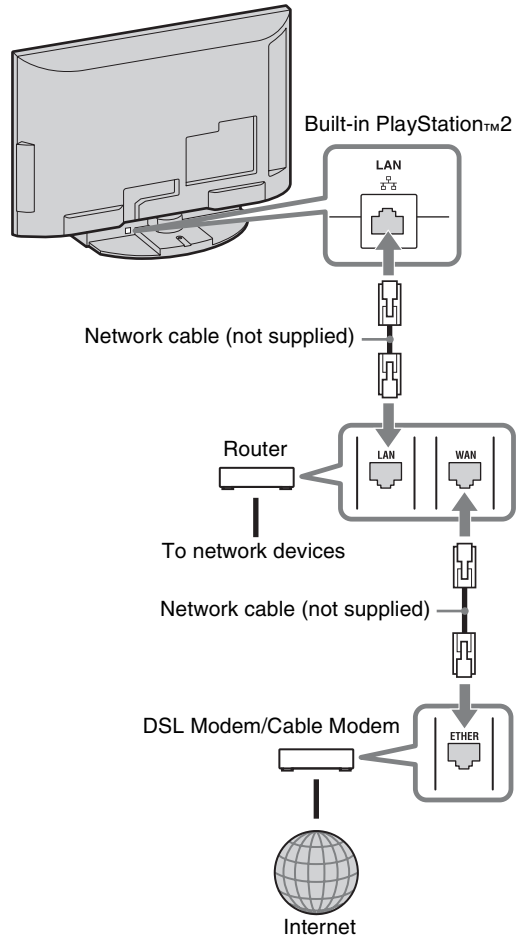 Built-in PlayStation™2
LAN
Network cable (not supplied)
Router
LAN
WAN
To network devices
Network cable (not supplied)
DSL Modem/Cable Modem
ETHER
Internet